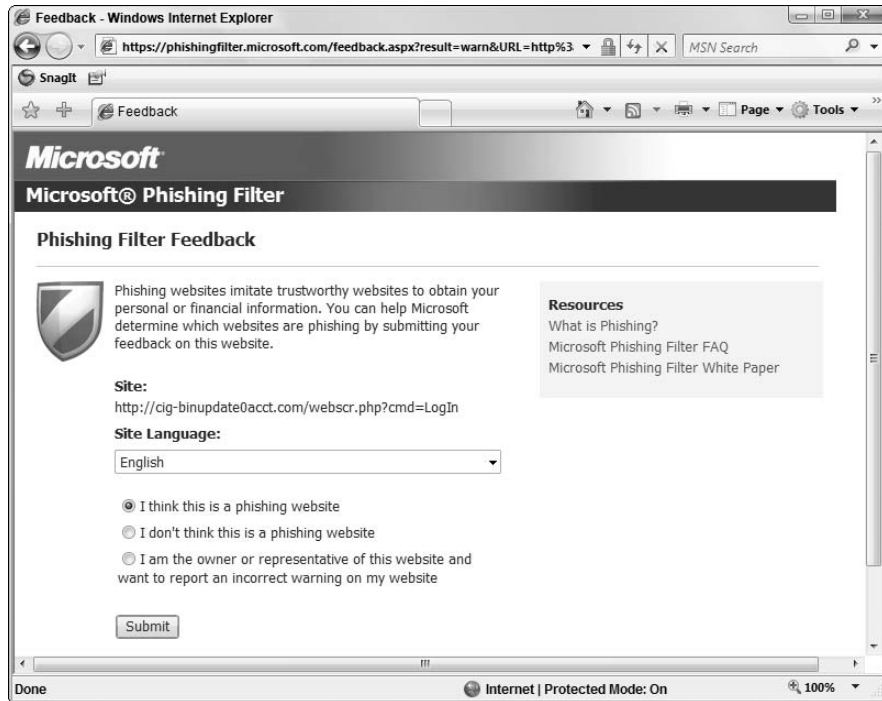 Feedback - Windows Internet Explorer
https://phishingfilter.microsoft.com/feedback.aspx?result=warn&URL=http%3
MSN Search
SnagIt
Feedback
Page
Tools
Microsoft
Microsoft® Phishing Filter
Phishing Filter Feedback
Phishing websites imitate trustworthy websites to obtain your
personal or financial information. You can help Microsoft
determine which websites are phishing by submitting your
feedback on this website.
Resources
What is Phishing?
Microsoft Phishing Filter FAQ
Microsoft Phishing Filter White Paper
Site:
http://cig-binupdate0acct.com/webscr.php?cmd=LogIn
Site Language:
English
I think this is a phishing website
I don't think this is a phishing website
I am the owner or representative of this website and
want to report an incorrect warning on my website
Submit
Done
Internet | Protected Mode: On
100%